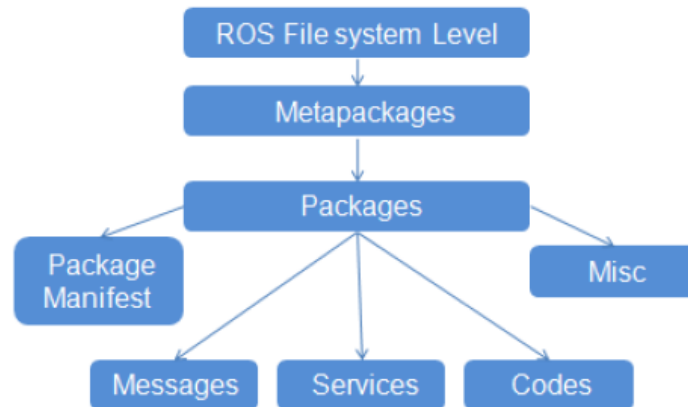 ROS File system Level
Metapackages
Packages
Package
Manifest
Misc
Messages
Services
Codes